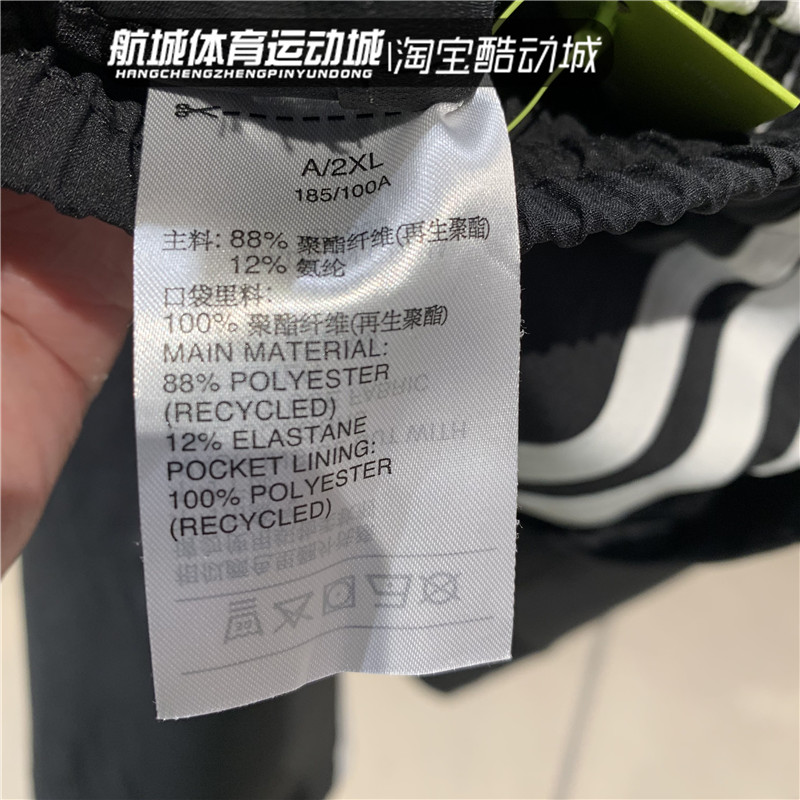 航城体育运动城|淘宝酷动城
HANGCHENGZHENGPINYUNDONG
A/2XL
185/100A
主料: 88% 聚酯纤维(再生聚酯)
12% 氨纶
口袋里料:
100% 聚酯纤维(再生聚酯)
MAIN MATERIAL:
88% POLYESTER
(RECYCLED)
12% ELASTANE
POCKET LINING:
100% POLYESTER
(RECYCLED)
FABRIC
WITH